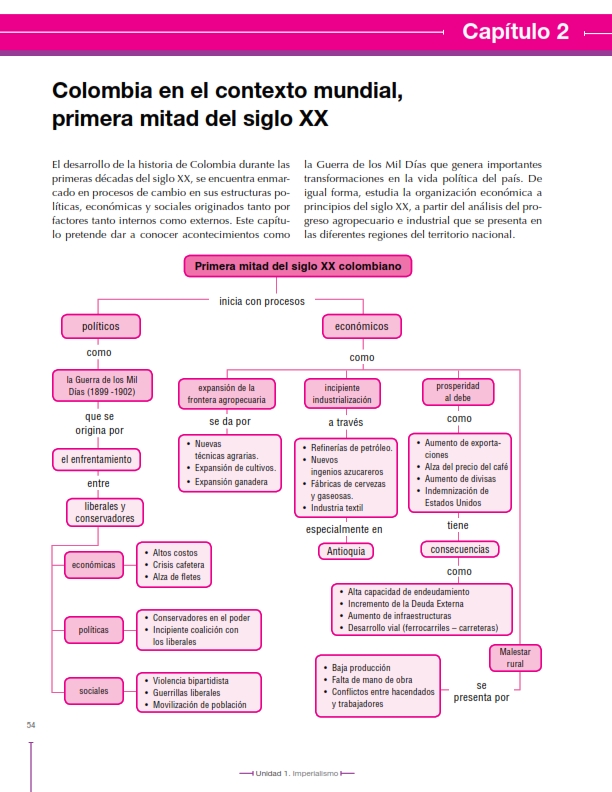 Capítulo 2
Colombia en el contexto mundial,
primera mitad del siglo XX
El desarrollo de la historia de Colombia durante las
primeras décadas del siglo XX, se encuentra enmar-
cado en procesos de cambio en sus estructuras po-
líticas, económicas y sociales originados tanto por
factores tanto internos como externos. Este capítu-
lo pretende dar a conocer acontecimientos como
la Guerra de los Mil Días que genera importantes
transformaciones en la vida política del país. De
igual forma, estudia la organización económica a
principios del siglo XX, a partir del análisis del pro-
greso agropecuario e industrial que se presenta en
las diferentes regiones del territorio nacional.
Primera mitad del siglo XX colombiano
inicia con procesos
políticos
como
la Guerra de los Mil
Días (1899 -1902)
que se
origina por
el enfrentamiento
entre
liberales y
conservadores
económicas
• Altos costos
• Crisis cafetera
• Alza de fletes
políticas
• Conservadores en el poder
• Incipiente coalición con
los liberales
sociales
• Violencia bipartidista
• Guerrillas liberales
• Movilización de población
económicos
como
expansión de la
frontera agropecuaria
se da por
• Nuevas
técnicas agrarias.
• Expansión de cultivos.
• Expansión ganadera
incipiente
industrialización
a través
• Refinerías de petróleo.
• Nuevos
ingenios azucareros
• Fábricas de cervezas
y gaseosas.
• Industria textil
especialmente en
Antioquia
prosperidad
al debe
como
• Aumento de exporta-
ciones
• Alza del precio del café
• Aumento de divisas
• Indemnización de
Estados Unidos
tiene
consecuencias
como
• Alta capacidad de endeudamiento
• Incremento de la Deuda Externa
• Aumento de infraestructuras
• Desarrollo vial (ferrocarriles – carreteras)
Malestar
rural
se
presenta por
• Baja producción
• Falta de mano de obra
• Conflictos entre hacendados
y trabajadores
54
Unidad 1. Imperialismo